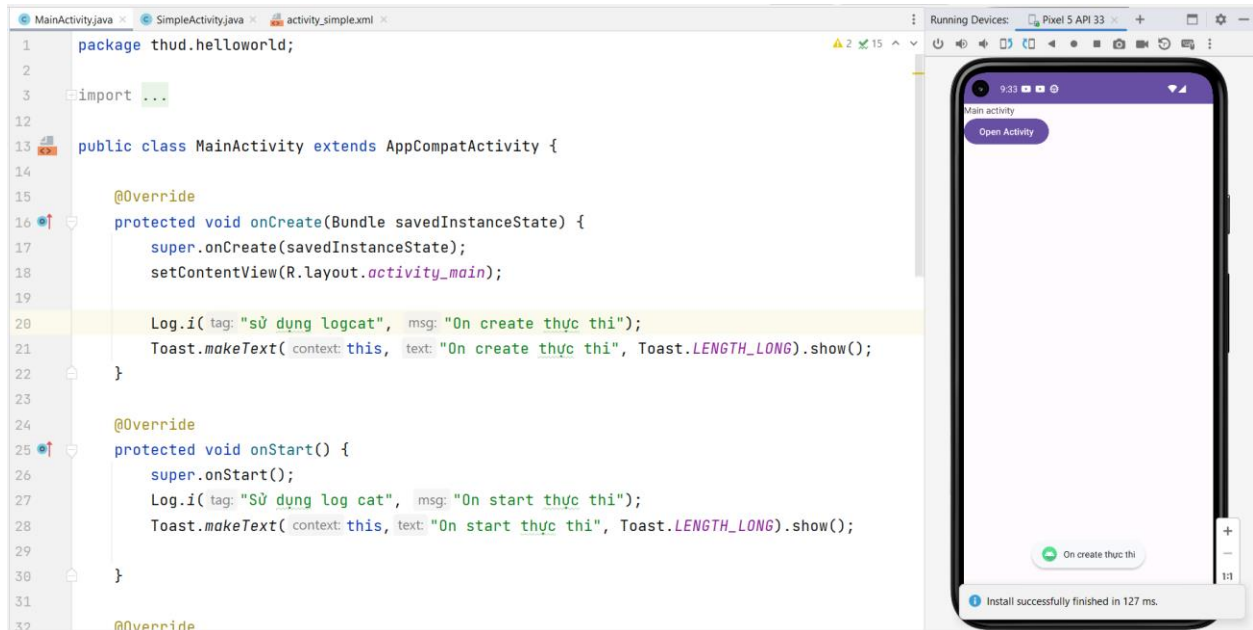 MainActivity.java
SimpleActivity.java
activity_simple.xml
Running Devices:
Pixel 5 API 33
2 15
1 package thud.helloworld;
2
3 import ...
12
13 public class MainActivity extends AppCompatActivity {
14
15 @Override
16 protected void onCreate(Bundle savedInstanceState) {
17 super.onCreate(savedInstanceState);
18 setContentView(R.layout.activity_main);
19
20 Log.i( tag: "sử dụng logcat", msg: "On create thực thi");
21 Toast.makeText( context: this, text: "On create thực thi", Toast.LENGTH_LONG).show();
22 }
23
24 @Override
25 protected void onStart() {
26 super.onStart();
27 Log.i( tag: "Sử dụng log cat", msg: "On start thực thi");
28 Toast.makeText( context: this, text: "On start thực thi", Toast.LENGTH_LONG).show();
29
30 }
31
32 @Override
9:33
Main activity
Open Activity
On create thực thi
1:1
Install successfully finished in 127 ms.